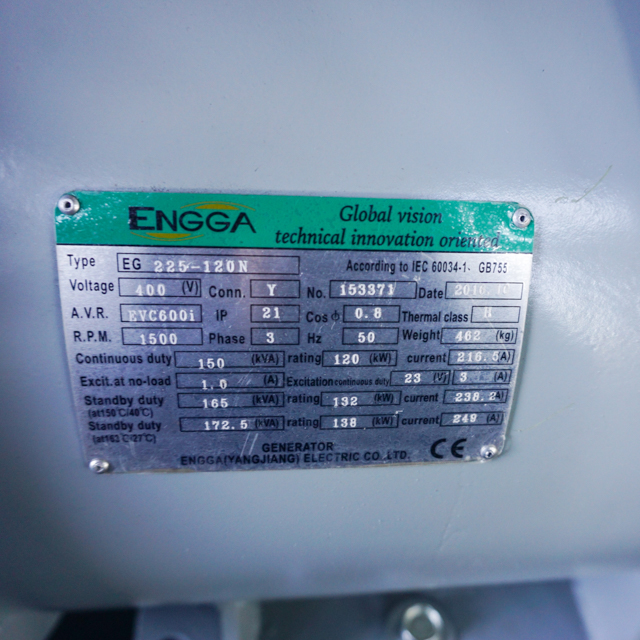 ENGGA
Global vision
technical innovation oriented
Type EG 225-120N According to IEC 60034-1、GB755
Voltage 400 (V) Conn. Y No. 153371 Date
A.V.R. EVC600i IP 21 Cos ϕ 0.8 Thermal class H
R.P.M. 1500 Phase 3 Hz 50 Weight 462 (kg)
Continuous duty 150 (kVA) rating 120 (kW) current 216.5 (A)
Excit.at no-load 1.0 (A) Excitation continuous duty 23 (V) 3 (A)
Standby duty 165 (kVA) rating 132 (kW) current 238.2 (A)
(at150℃/40℃)
Standby duty 172.5 (kVA) rating 138 (kW) current 249 (A)
(at163℃/27℃)
GENERATOR
ENGGA(YANGJIANG) ELECTRIC CO.,LTD.
CE